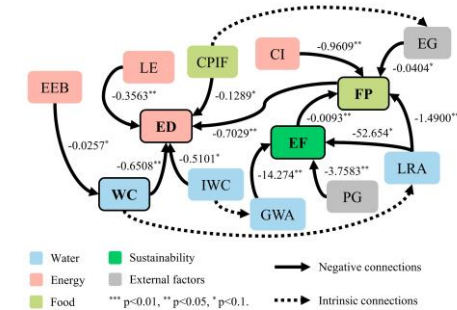 CI
EG
LE
CPIF
-0.9609**
-0.0404*
EEB
-0.3563**
-0.1289*
FP
-0.0093**
ED
-0.7029**
EF
-1.4900**
-0.0257*
-52.654*
-0.6508**
-0.5101*
IWC
-14.274**
-3.7583**
LRA
WC
GWA
PG
Water
Sustainability
Energy
External factors
Negative connections
Food
*** p<0.01, ** p<0.05, * p<0.1.
Intrinsic connections